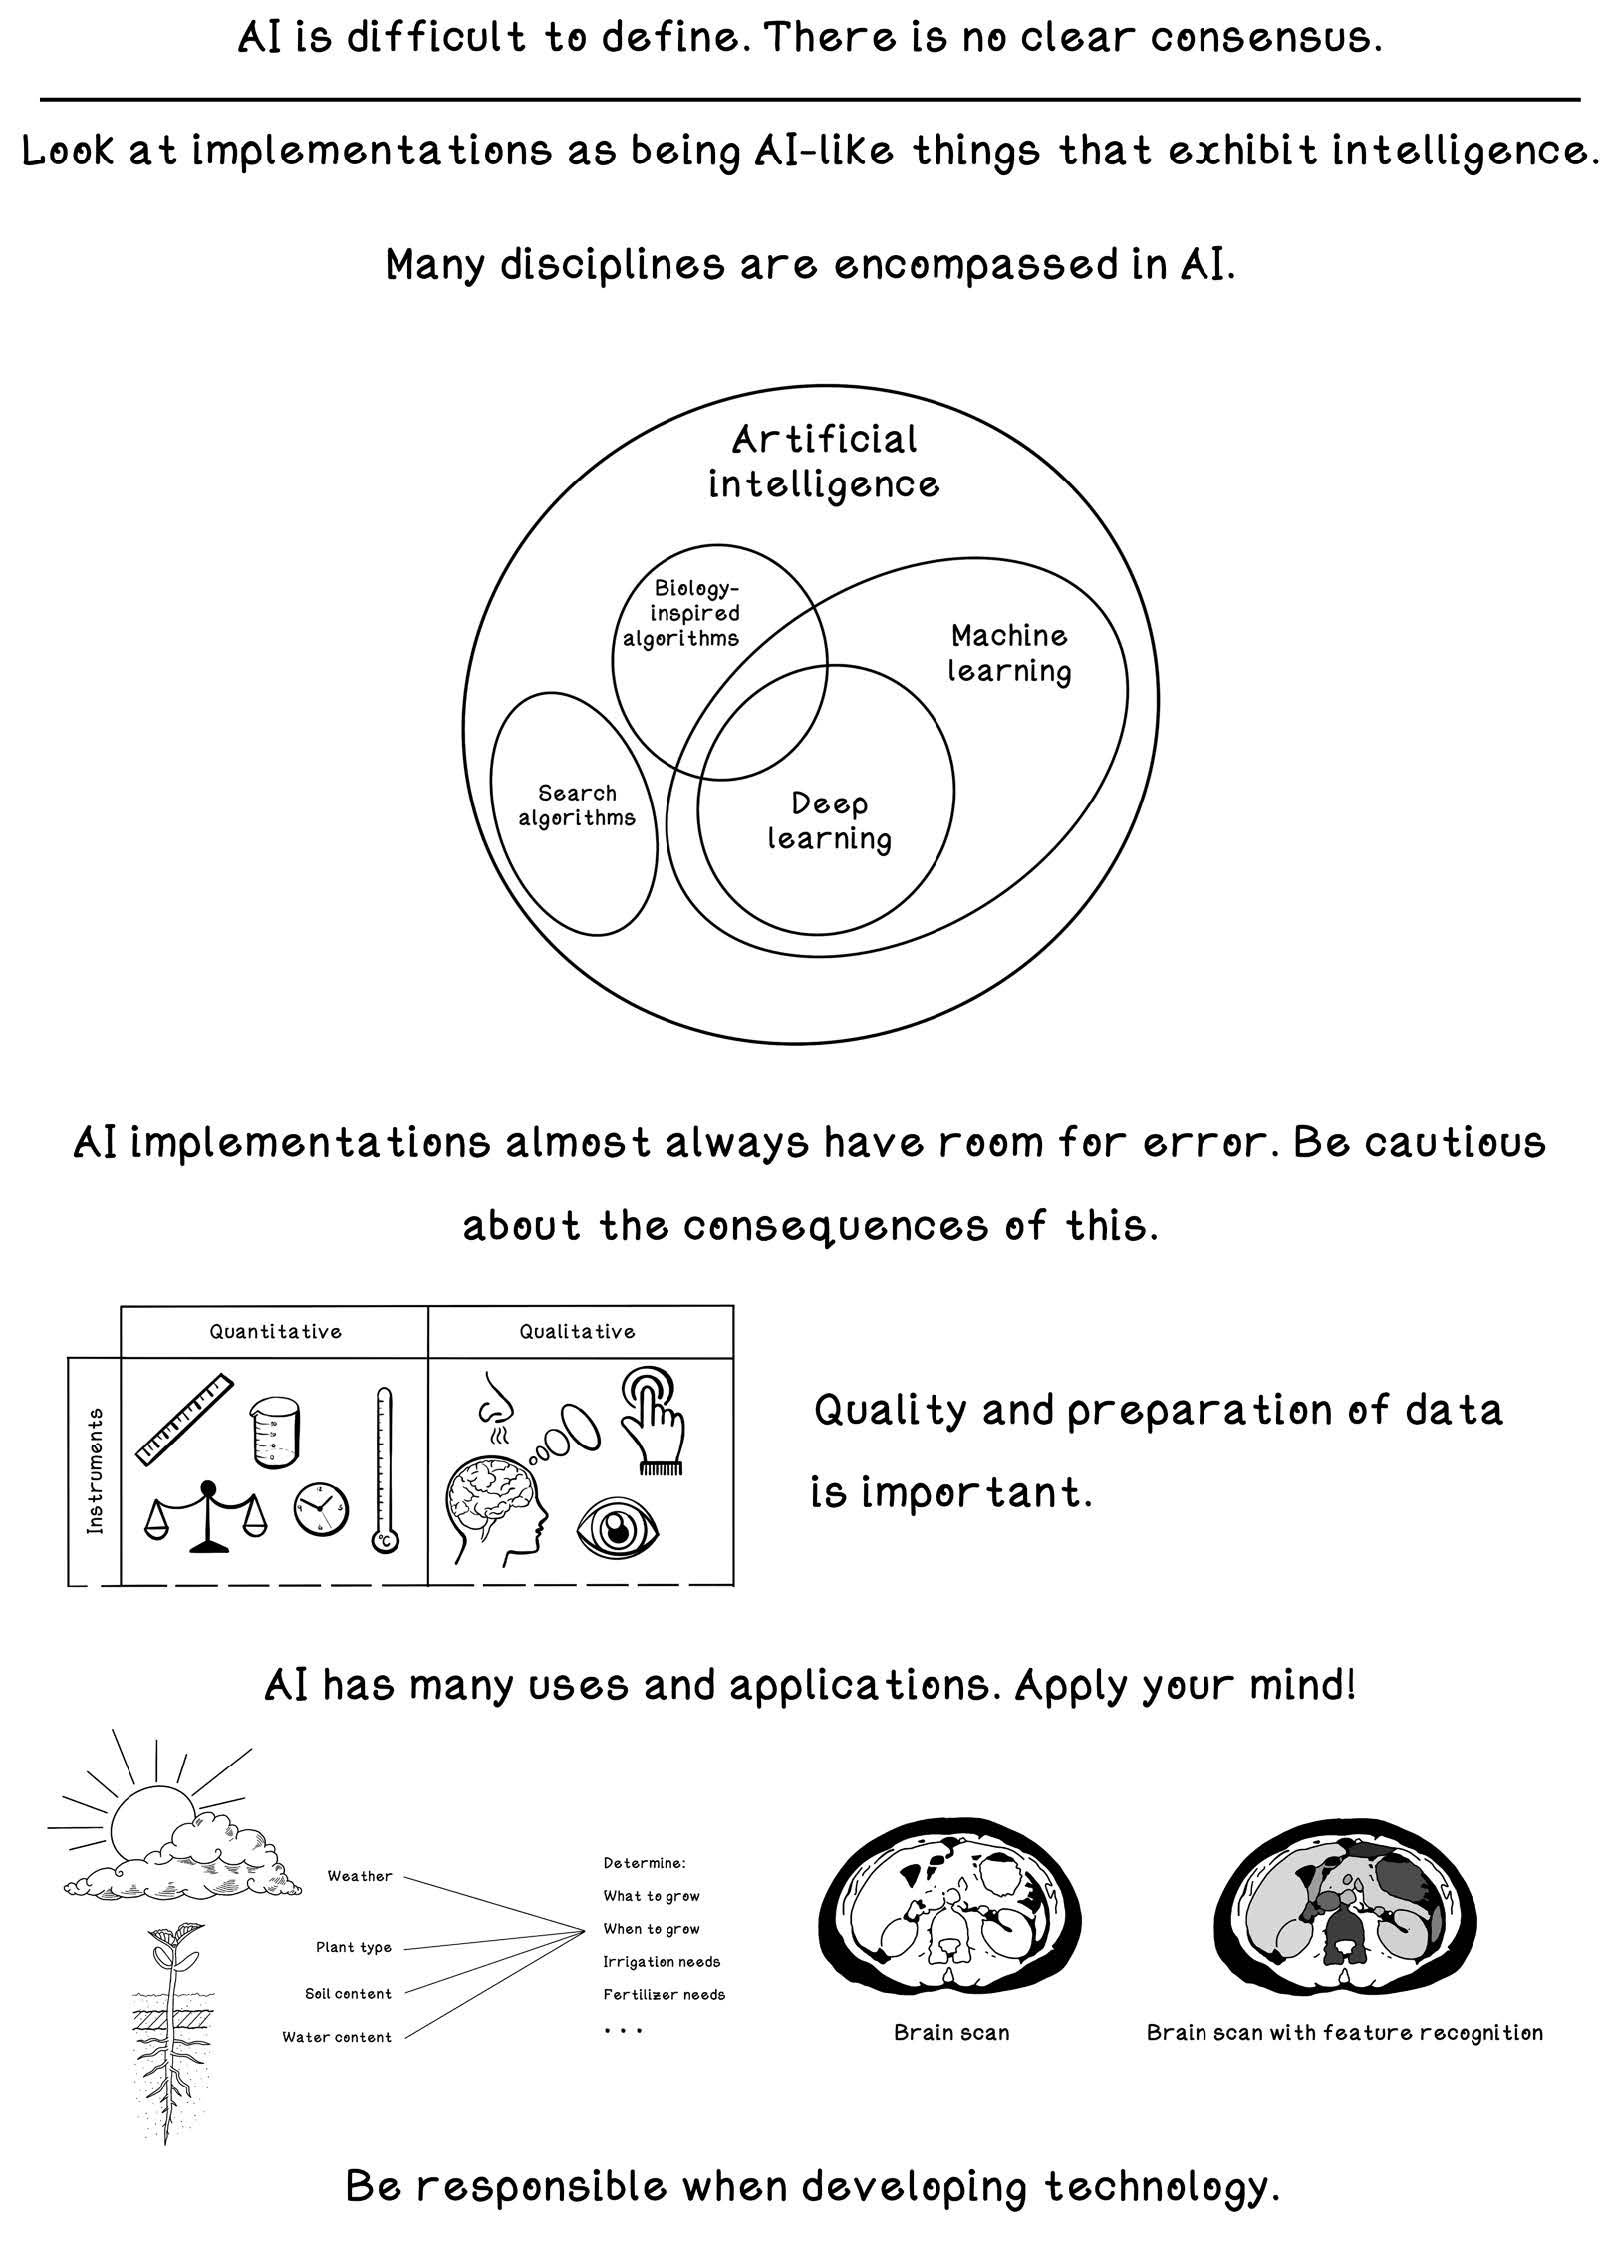 AI is difficult to define. There is no clear consensus.
Look at implementations as being AI-like things that exhibit intelligence.
Many disciplines are encompassed in AI.
Artificial
intelligence
Biology-
inspired
algorithms
Machine
learning
Search
algorithms
Deep
learning
AI implementations almost always have room for error. Be cautious
about the consequences of this.
Quantitative
Qualitative
Instruments
°C
Quality and preparation of data
is important.
AI has many uses and applications. Apply your mind!
Weather
Plant type
Soil content
Water content
Determine:
What to grow
When to grow
Irrigation needs
Fertilizer needs
...
Brain scan
Brain scan with feature recognition
Be responsible when developing technology.